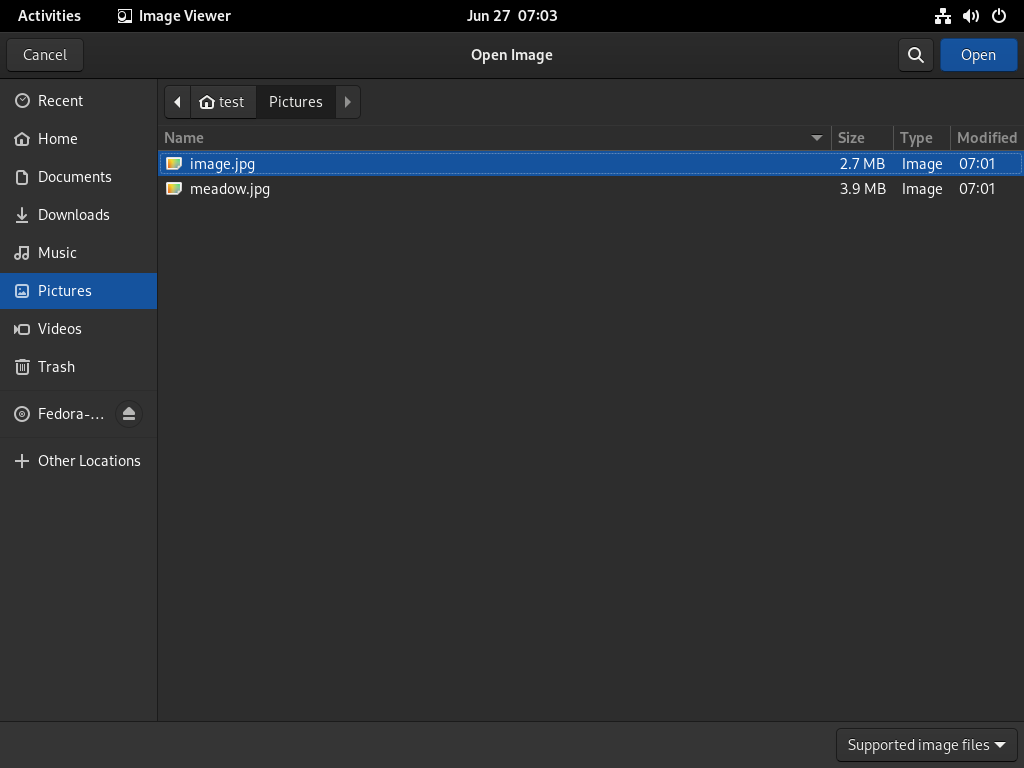 Activities Image Viewer Jun 27 07:03
Cancel Open Image Open
Recent
Home
Documents
Downloads
Music
Pictures
Videos
Trash
Fedora-...
Other Locations
test Pictures
Name Size Type Modified
image.jpg 2.7 MB Image 07:01
meadow.jpg 3.9 MB Image 07:01
Supported image files